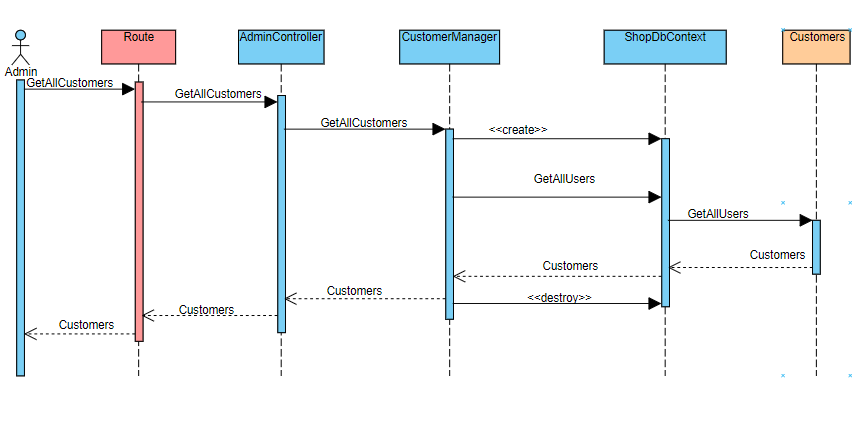 Route
AdminController
CustomerManager
ShopDbContext
Customers
Admin
GetAllCustomers
GetAllCustomers
GetAllCustomers
<<create>>
GetAllUsers
GetAllUsers
Customers
Customers
Customers
<<destroy>>
Customers
Customers